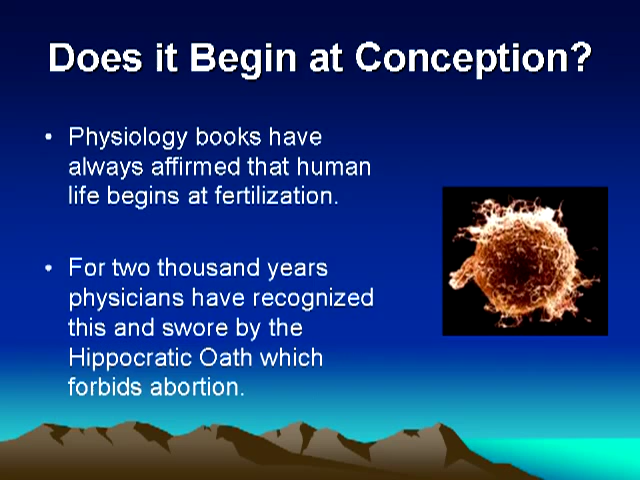 Does it Begin at Conception?
• Physiology books have
always affirmed that human
life begins at fertilization.
• For two thousand years
physicians have recognized
this and swore by the
Hippocratic Oath which
forbids abortion.